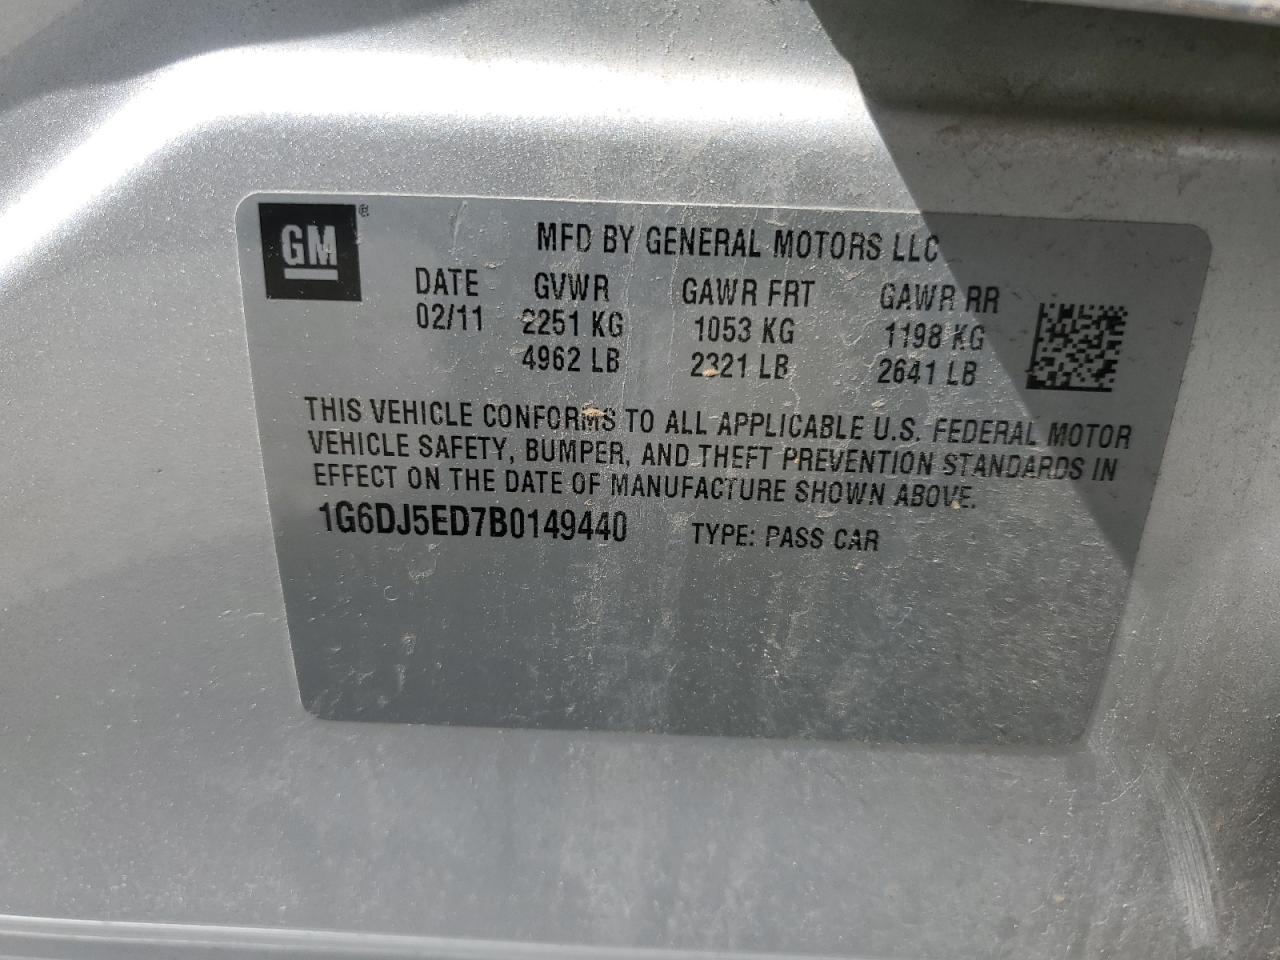 GM®
MFD BY GENERAL MOTORS LLC
DATE GVWR GAWR FRT GAWR RR
02/11 2251 KG 1053 KG 1198 KG
4962 LB 2321 LB 2641 LB
THIS VEHICLE CONFORMS TO ALL APPLICABLE U.S. FEDERAL MOTOR
VEHICLE SAFETY, BUMPER, AND THEFT PREVENTION STANDARDS IN
EFFECT ON THE DATE OF MANUFACTURE SHOWN ABOVE.
1G6DJ5ED7B0149440 TYPE: PASS CAR